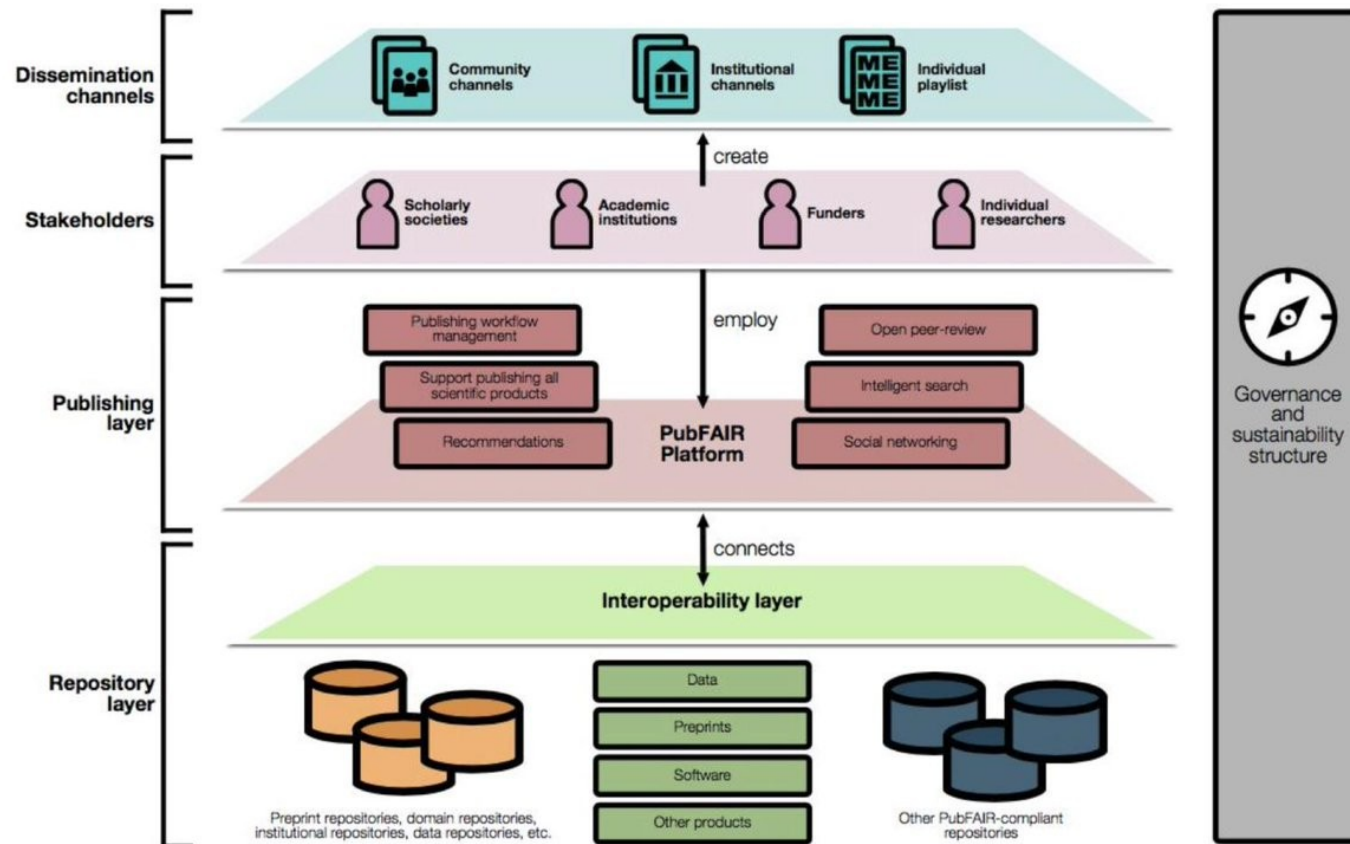 Dissemination
channels
Community
channels
Institutional
channels
ME
ME
ME
Individual
playlist
create
Stakeholders
Scholarly
societies
Academic
institutions
Funders
Individual
researchers
employ
Publishing
layer
Publishing workflow
management
Support publishing all
scientific products
Recommendations
PubFAIR
Platform
Open peer-review
Intelligent search
Social networking
connects
Repository
layer
Interoperability layer
Data
Preprints
Software
Other products
Preprint repositories, domain repositories,
institutional repositories, data repositories, etc.
Other PubFAIR-compliant
repositories
Governance
and
sustainability
structure